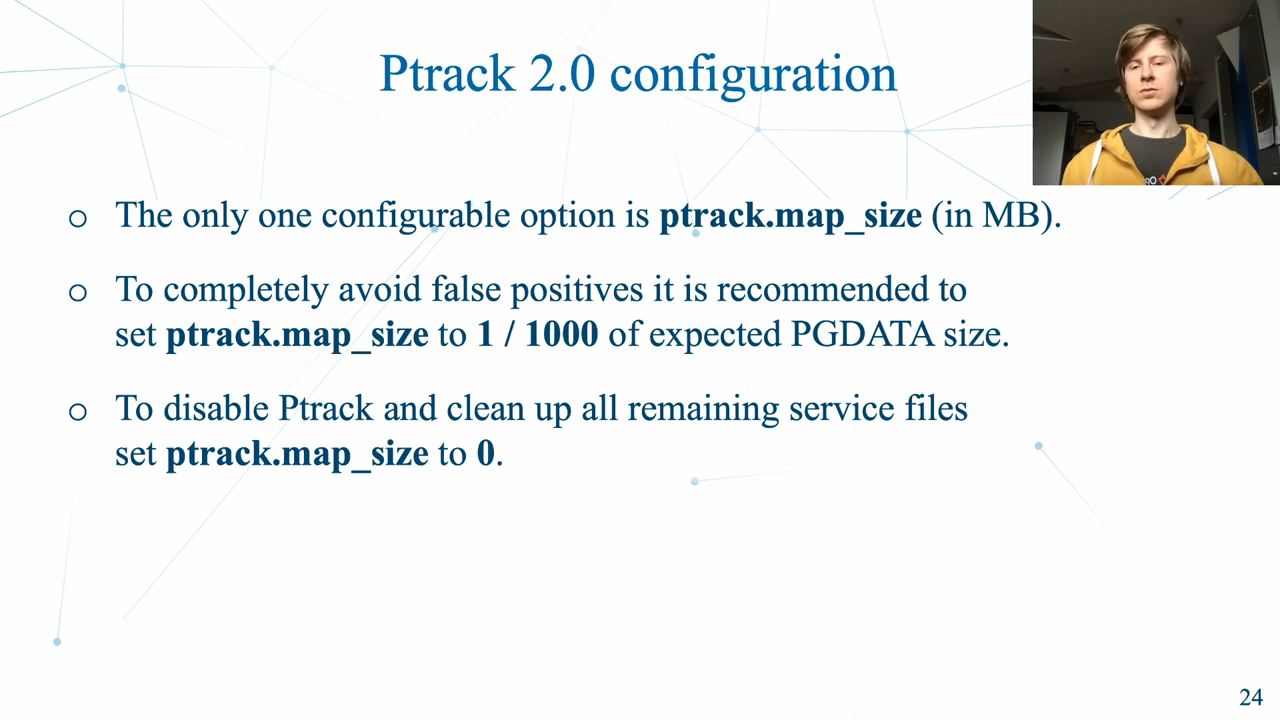 Ptrack 2.0 configuration
The only one configurable option is ptrack.map_size (in MB).
To completely avoid false positives it is recommended to
set ptrack.map_size to 1 / 1000 of expected PGDATA size.
To disable Ptrack and clean up all remaining service files
set ptrack.map_size to 0.
24